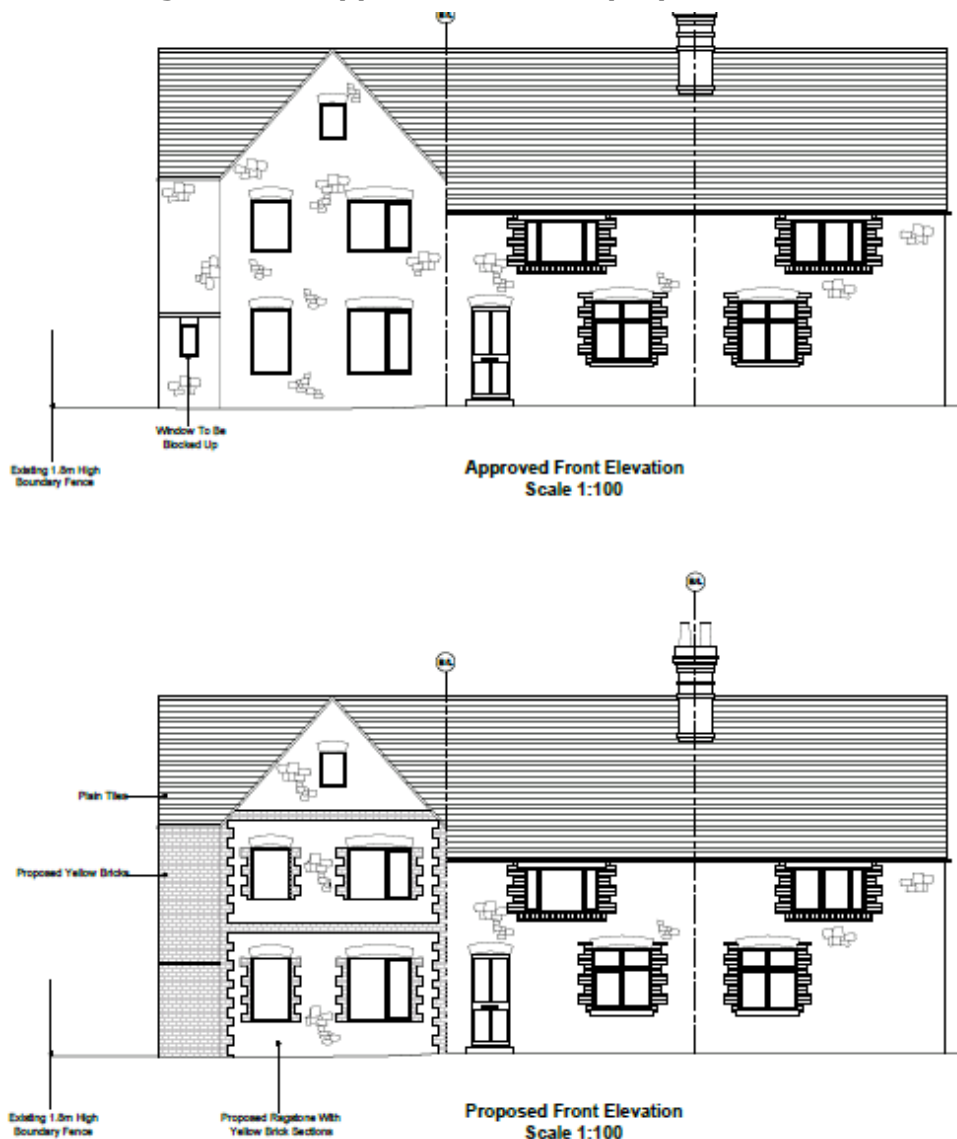 B/L
Window To Be
Blocked Up
Existing 1.8m High
Boundary Fence
Approved Front Elevation
Scale 1:100
B/L
B/L
Plain Tiles
Proposed Yellow Bricks
Existing 1.8m High
Boundary Fence
Proposed Ragstone With
Yellow Brick Sections
Proposed Front Elevation
Scale 1:100